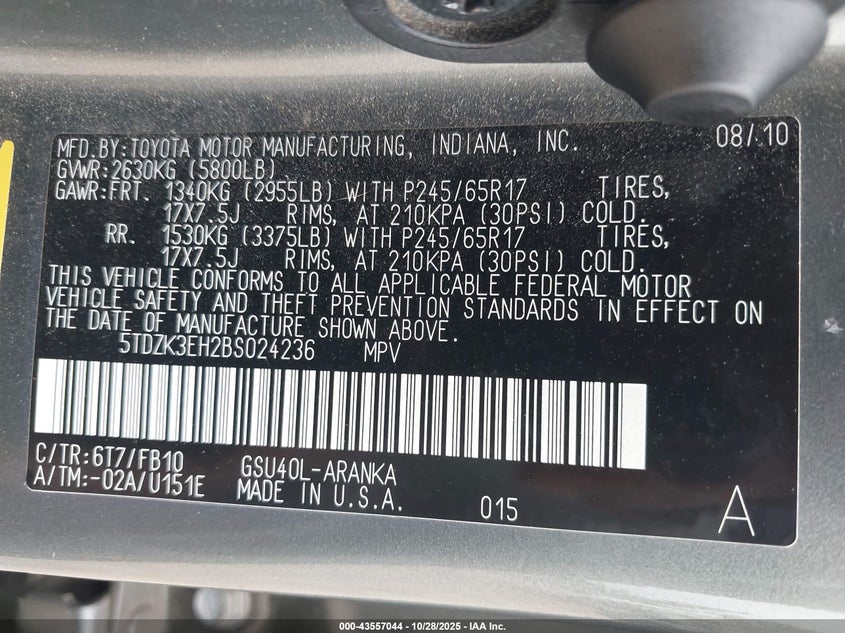 MFD.BY:TOYOTA MOTOR MANUFACTURING, INDIANA, INC. 08/10
GVWR:2630KG (5800LB)
GAWR:FRT. 1340KG (2955LB) WITH P245/65R17 TIRES,
17X7.5J RIMS, AT 210KPA (30PSI) COLD.
RR. 1530KG (3375LB) WITH P245/65R17 TIRES,
17X7.5J RIMS, AT 210KPA (30PSI) COLD.
THIS VEHICLE CONFORMS TO ALL APPLICABLE FEDERAL MOTOR
VEHICLE SAFETY AND THEFT PREVENTION STANDARDS IN EFFECT ON
THE DATE OF MANUFACTURE SHOWN ABOVE.
5TDZK3EH2BS024236 MPV
C/TR:6T7/FB10 GSU40L-ARANKA
A/TM:-02A/U151E MADE IN U.S.A. 015 A
000-43557044 - 10/28/2025 - IAA Inc.